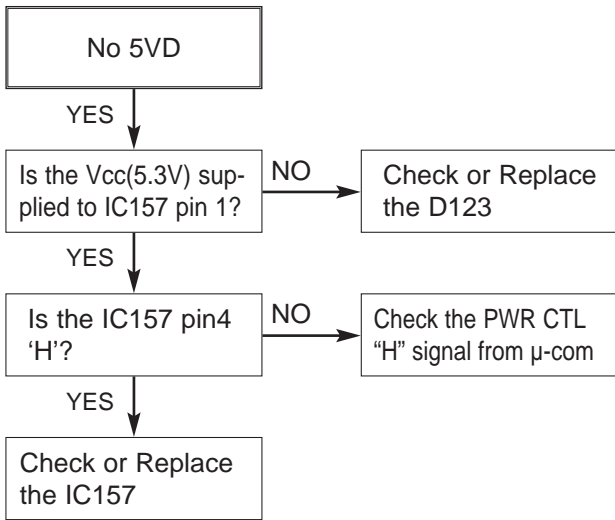 No 5VD
YES
Is the Vcc(5.3V) sup-
plied to IC157 pin 1?
NO
Check or Replace
the D123
YES
Is the IC157 pin4
‘H’?
NO
Check the PWR CTL
“H” signal from µ-com
YES
Check or Replace
the IC157